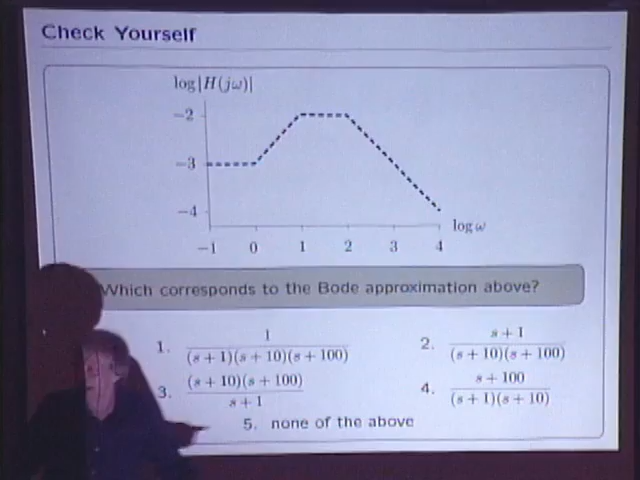 Check Yourself
log|H(jω)|
−2
−3
−4
−1 0 1 2 3 4 log ω
Which corresponds to the Bode approximation above?
1. 1/((s + 1)(s + 10)(s + 100))
2. (s + 1)/((s + 10)(s + 100))
3. ((s + 10)(s + 100))/(s + 1)
4. (s + 100)/((s + 1)(s + 10))
5. none of the above